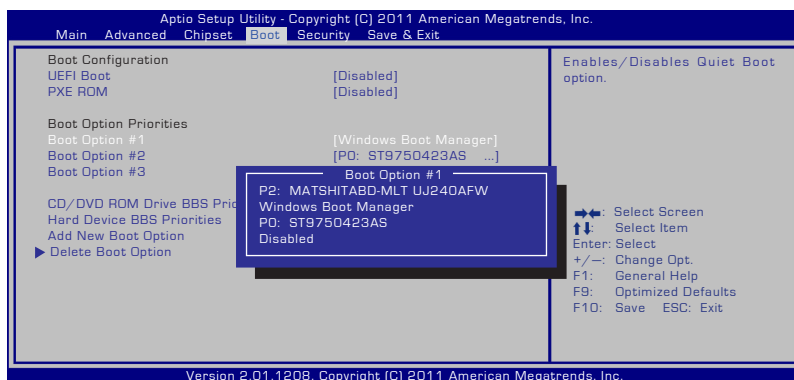 Aptio Setup Utility - Copyright (C) 2011 American Megatrends, Inc.
Main Advanced Chipset Boot Security Save & Exit
Boot Configuration
UEFI Boot [Disabled]
PXE ROM [Disabled]
Boot Option Priorities
Boot Option #1 [Windows Boot Manager]
Boot Option #2 [P0: ST9750423AS ...]
Boot Option #3
CD/DVD ROM Drive BBS Prio
Hard Device BBS Priorities
Add New Boot Option
Delete Boot Option
Boot Option #1
P2: MATSHITABD-MLT UJ240AFW
Windows Boot Manager
P0: ST9750423AS
Disabled
Enables/Disables Quiet Boot
option.
: Select Screen
: Select Item
Enter: Select
+/—: Change Opt.
F1: General Help
F9: Optimized Defaults
F10: Save ESC: Exit
Version 2.01.1208. Copyright (C) 2011 American Megatrends, Inc.